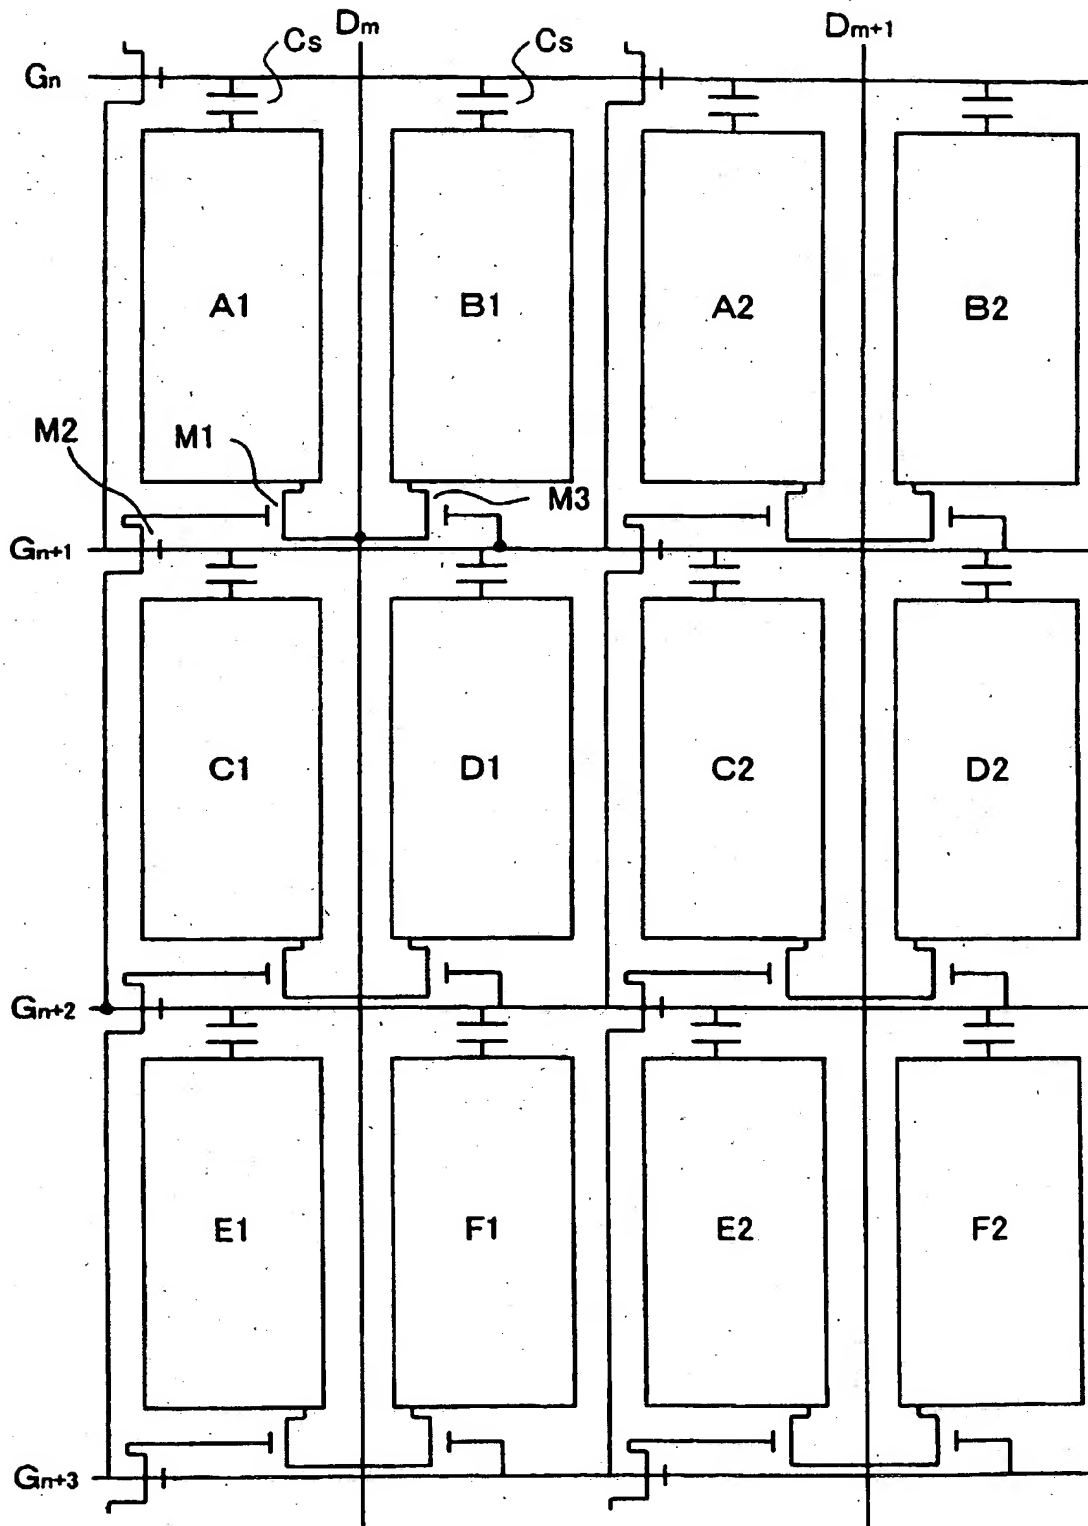 Dm Dm+1
Cs Cs
Gn
A1 B1 A2 B2
M2 M1 M3
Gn+1
C1 D1 C2 D2
Gn+2
E1 F1 E2 F2
Gn+3